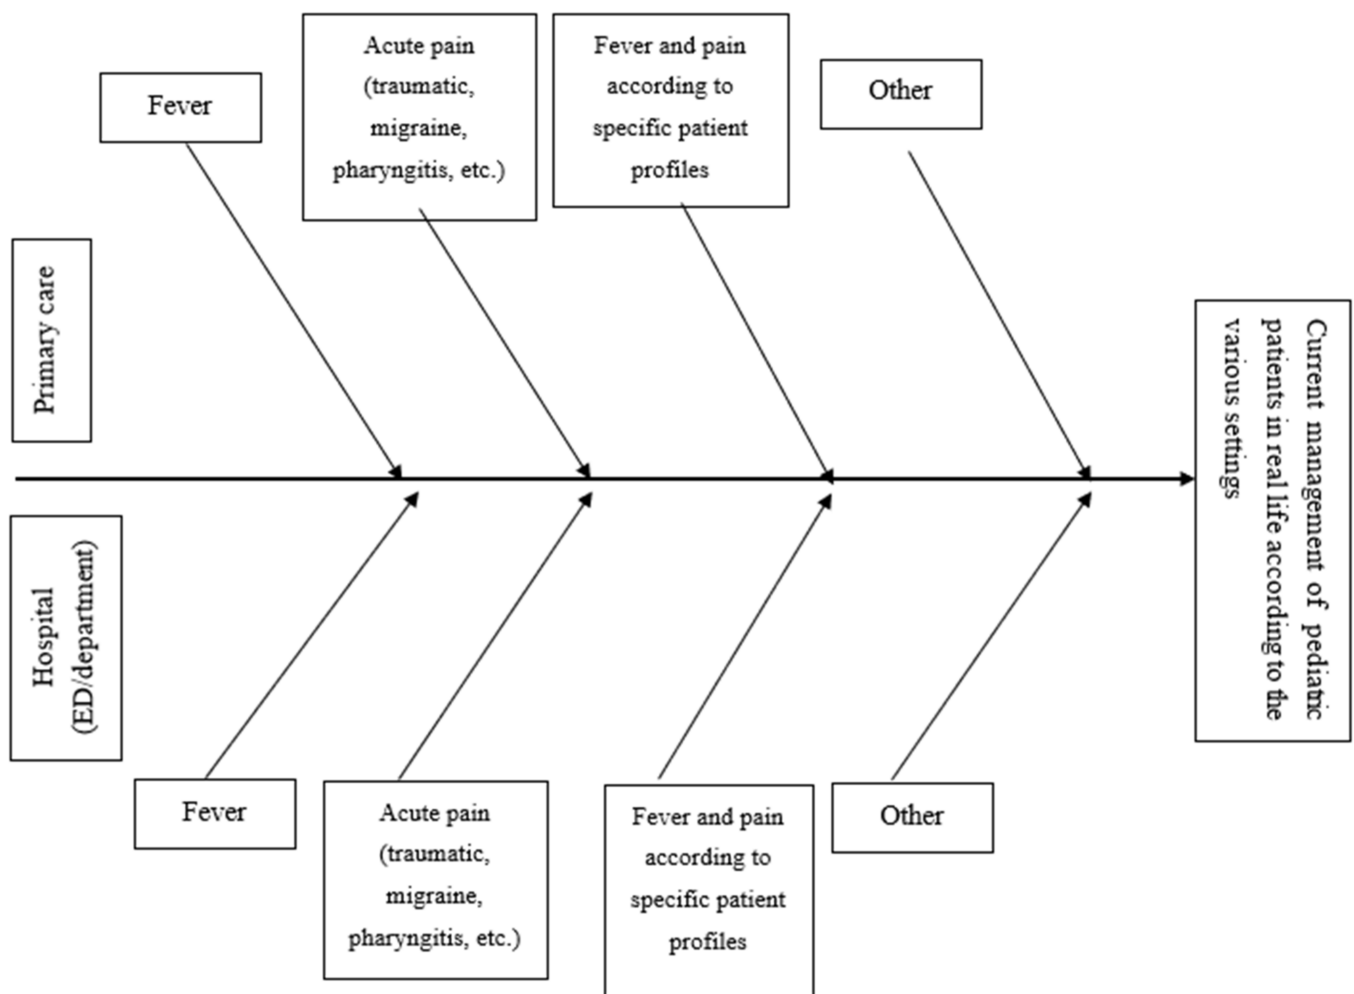 Fever
Acute pain
(traumatic,
migraine,
pharyngitis, etc.)
Fever and pain
according to
specific patient
profiles
Other
Primary care
Current management of pediatric
patients in real life according to the
various settings
Hospital
(ED/department)
Fever
Acute pain
(traumatic,
migraine,
pharyngitis, etc.)
Fever and pain
according to
specific patient
profiles
Other